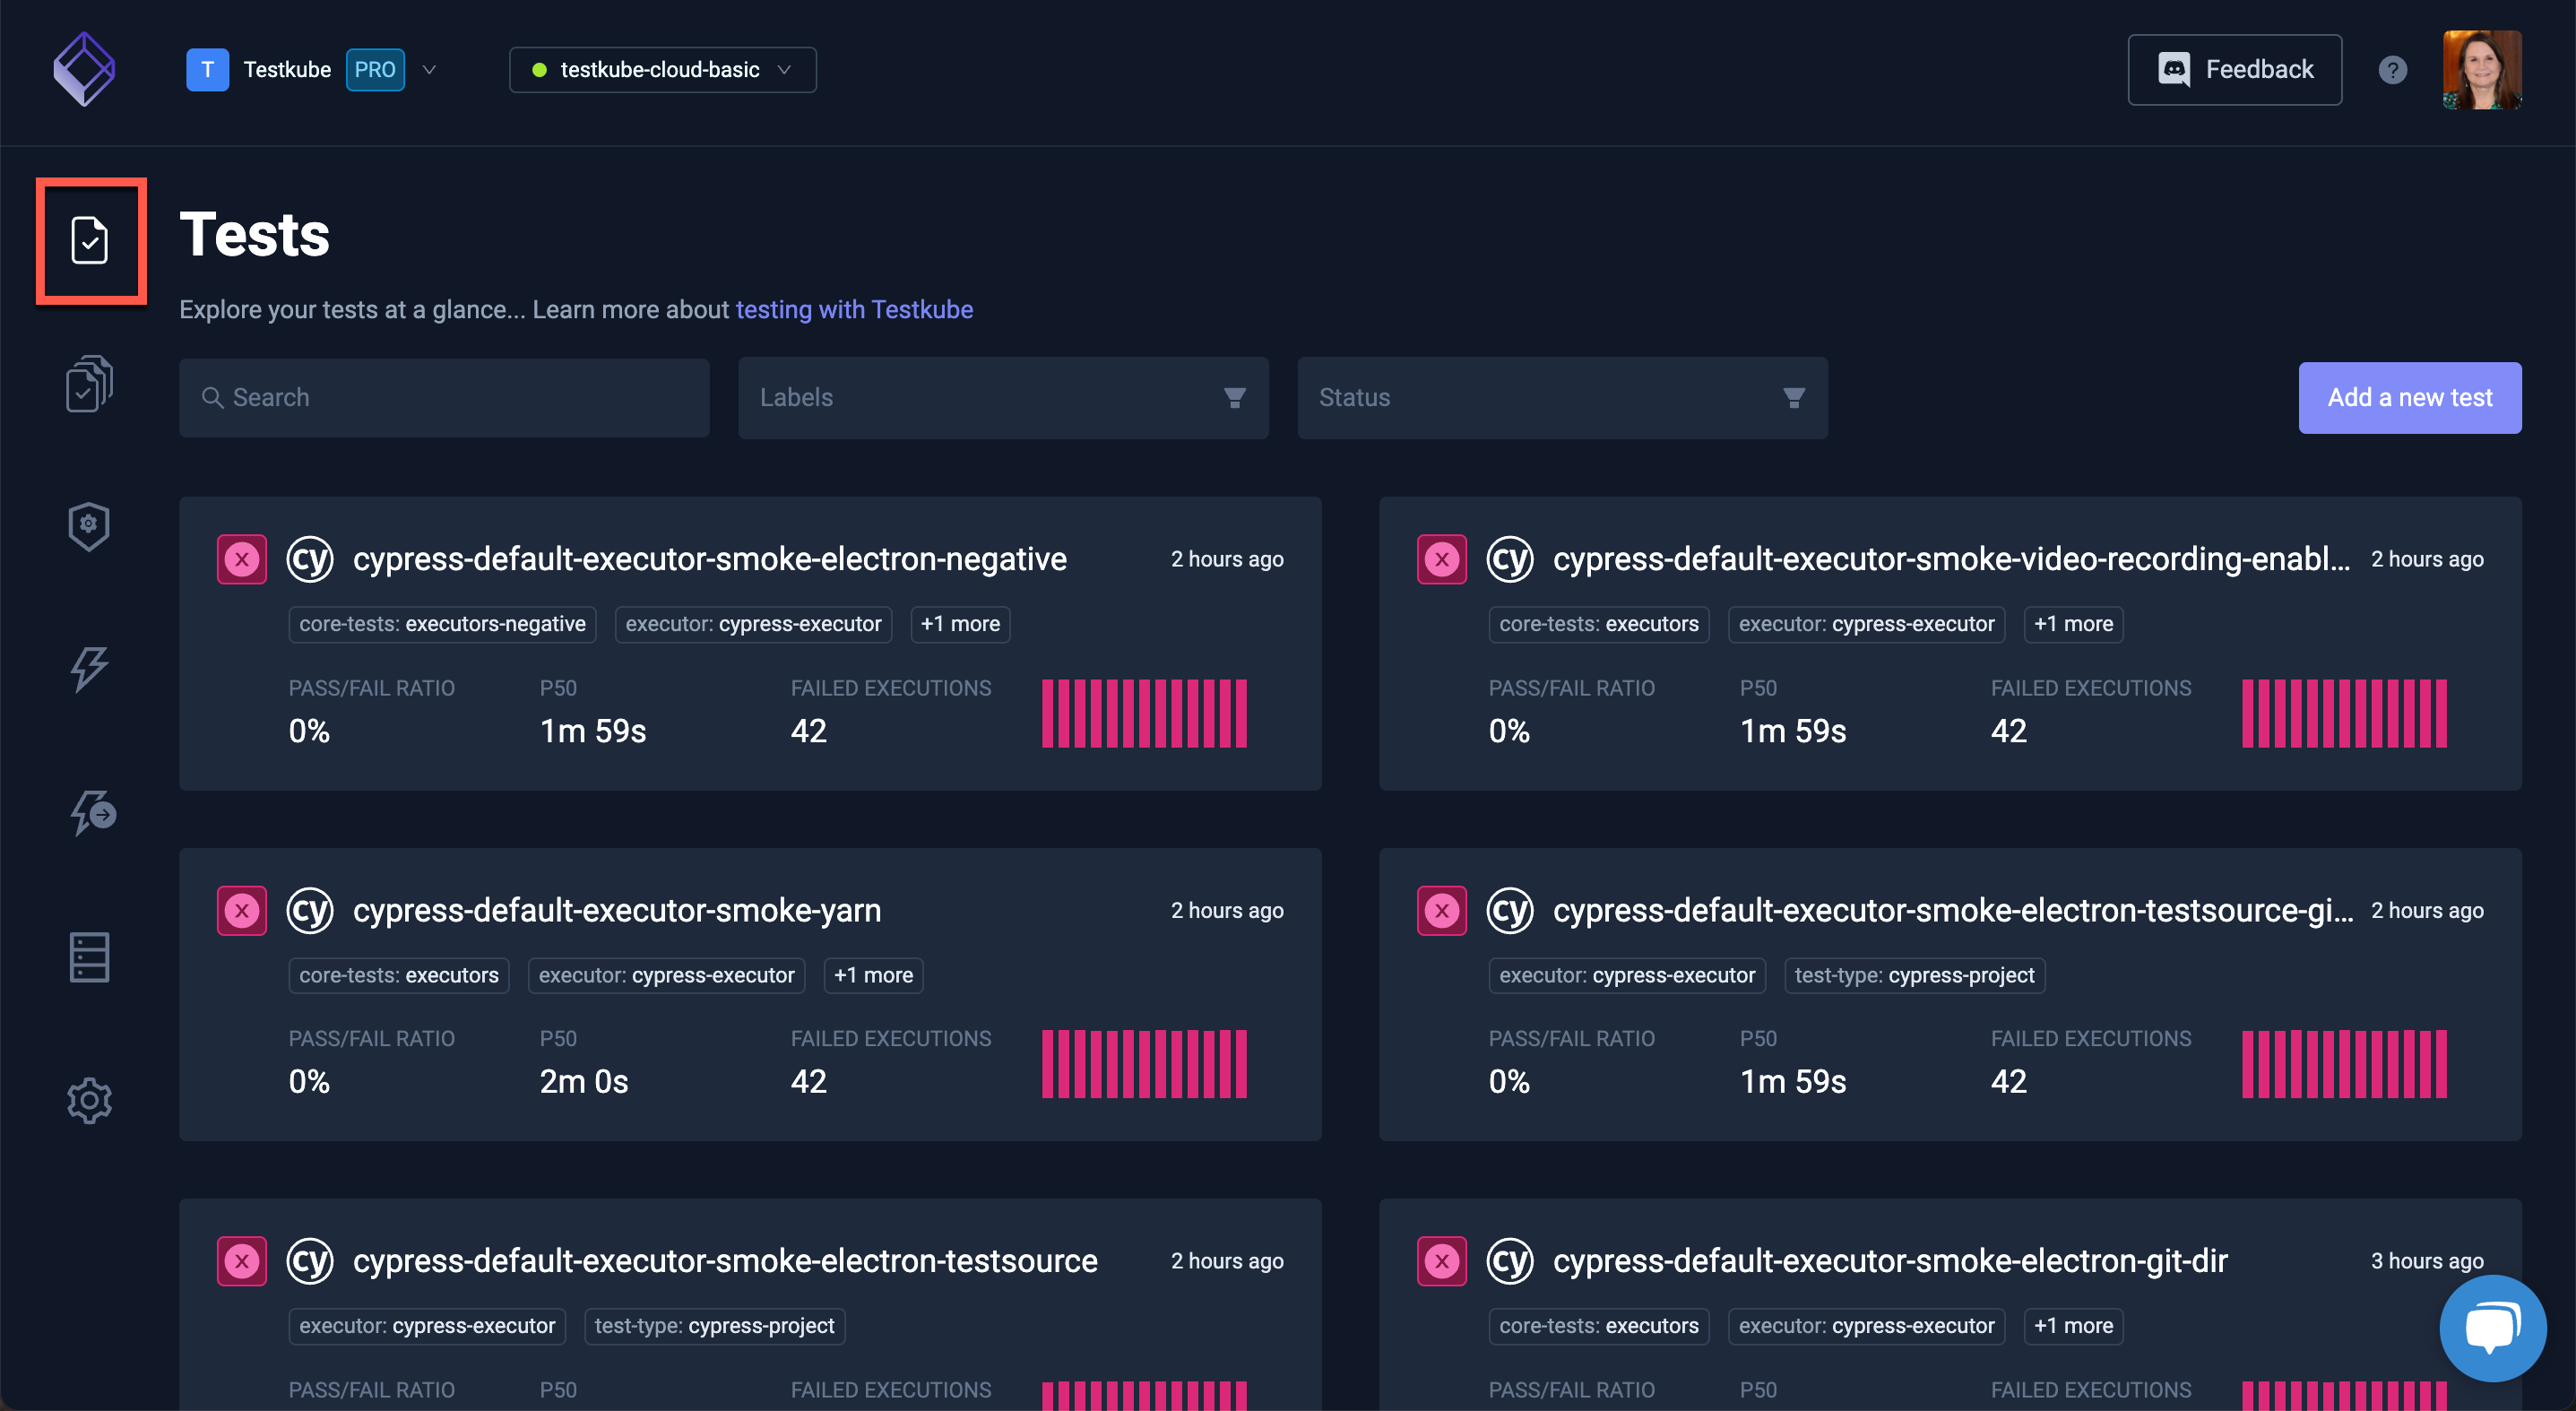 T Testkube PRO
testkube-cloud-basic
Feedback
?
Tests
Explore your tests at a glance... Learn more about testing with Testkube
Search
Labels
Status
Add a new test
cy cypress-default-executor-smoke-electron-negative 2 hours ago
core-tests: executors-negative executor: cypress-executor +1 more
PASS/FAIL RATIO P50 FAILED EXECUTIONS
0% 1m 59s 42
cy cypress-default-executor-smoke-video-recording-enabl... 2 hours ago
core-tests: executors executor: cypress-executor +1 more
PASS/FAIL RATIO P50 FAILED EXECUTIONS
0% 1m 59s 42
cy cypress-default-executor-smoke-yarn 2 hours ago
core-tests: executors executor: cypress-executor +1 more
PASS/FAIL RATIO P50 FAILED EXECUTIONS
0% 2m 0s 42
cy cypress-default-executor-smoke-electron-testsource-gi... 2 hours ago
executor: cypress-executor test-type: cypress-project
PASS/FAIL RATIO P50 FAILED EXECUTIONS
0% 1m 59s 42
cy cypress-default-executor-smoke-electron-testsource 2 hours ago
executor: cypress-executor test-type: cypress-project
PASS/FAIL RATIO P50 FAILED EXECUTIONS
cy cypress-default-executor-smoke-electron-git-dir 3 hours ago
core-tests: executors executor: cypress-executor +1 more
PASS/FAIL RATIO P50 FAILED EXECUTIONS